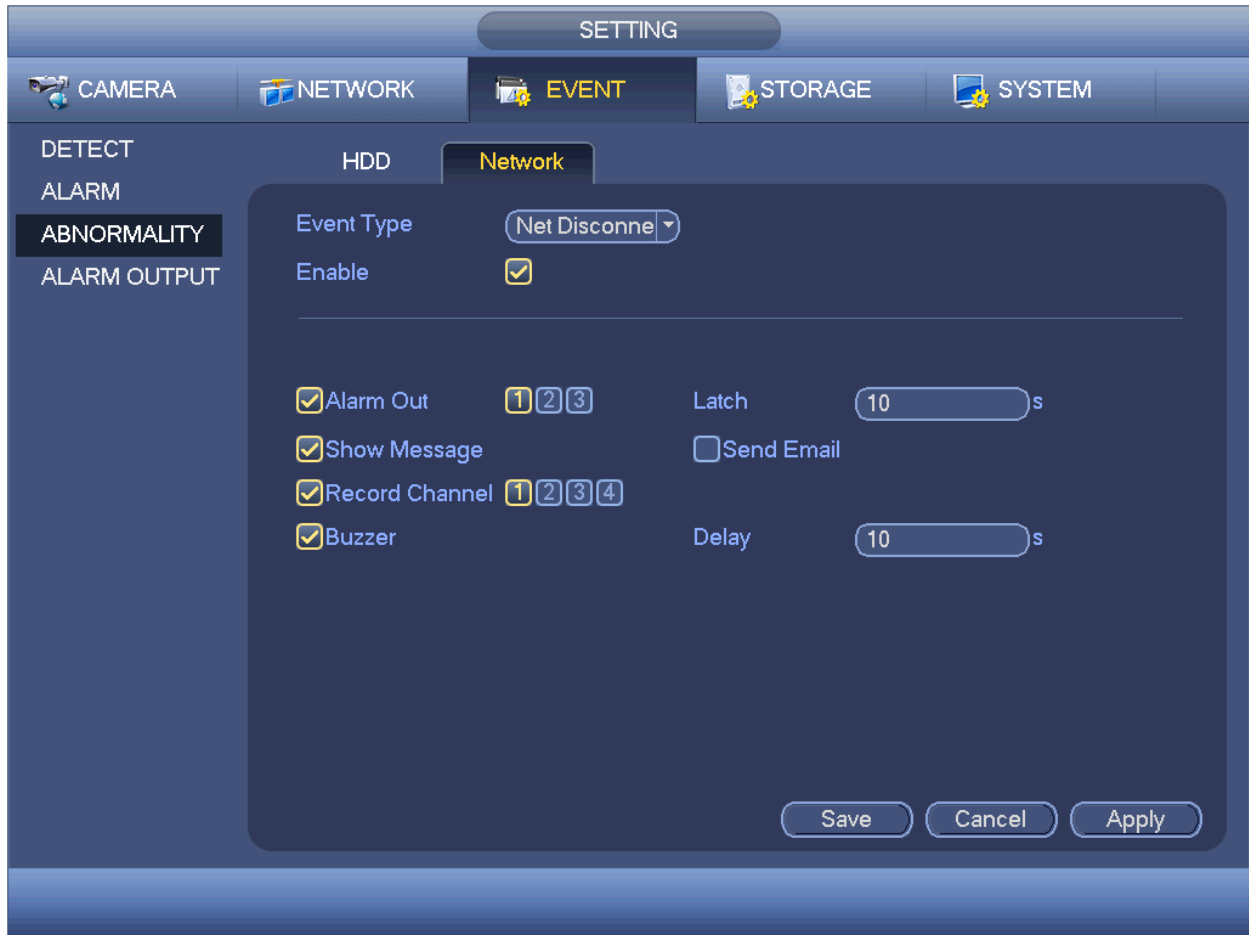 SETTING
CAMERA NETWORK EVENT STORAGE SYSTEM
DETECT
ALARM
ABNORMALITY
ALARM OUTPUT
HDD Network
Event Type Net Disconne
Enable
Alarm Out 1 2 3 Latch 10 s
Show Message Send Email
Record Channel 1 2 3 4
Buzzer Delay 10 s
Save Cancel Apply